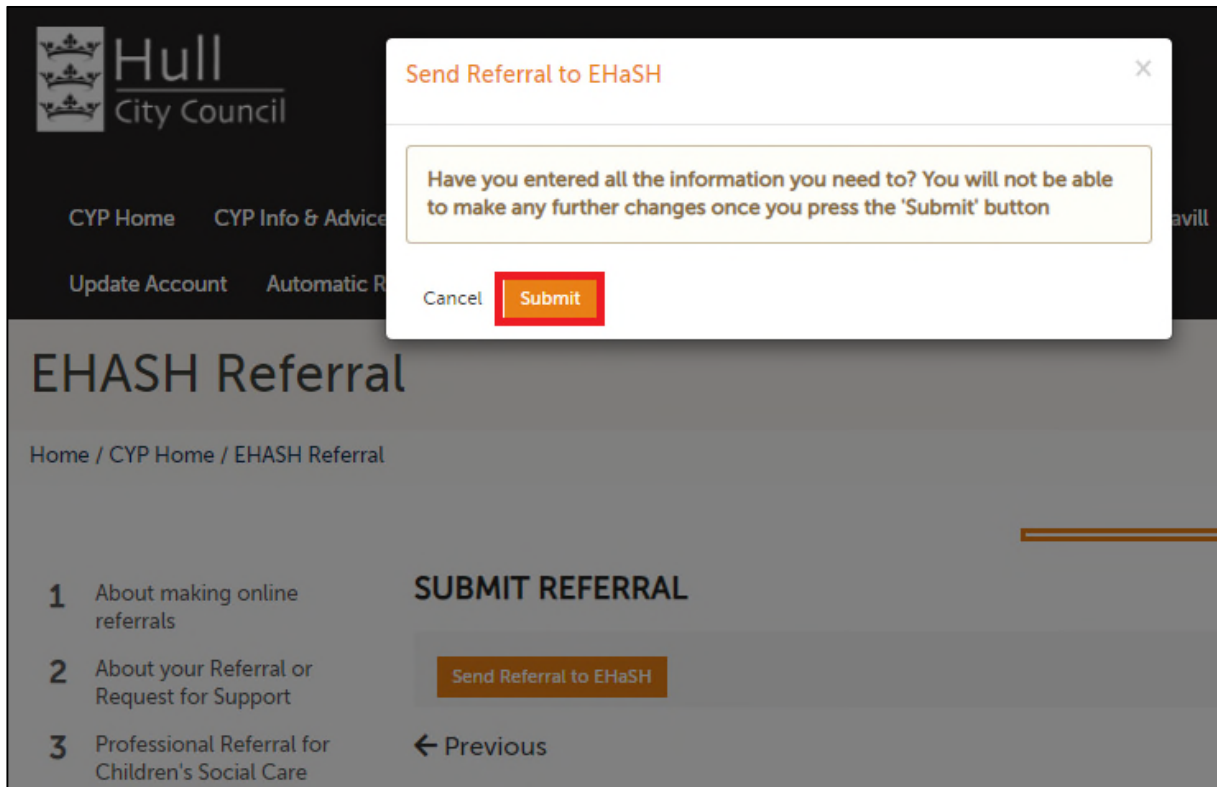 Hull
City Council
Send Referral to EHaSH
×
Have you entered all the information you need to? You will not be able
to make any further changes once you press the 'Submit' button
Cancel Submit
CYP Home CYP Info & Advice
Update Account Automatic
EHASH Referral
Home / CYP Home / EHASH Referral
1 About making online
referrals
2 About your Referral or
Request for Support
3 Professional Referral for
Children's Social Care
SUBMIT REFERRAL
Send Referral to EHaSH
← Previous